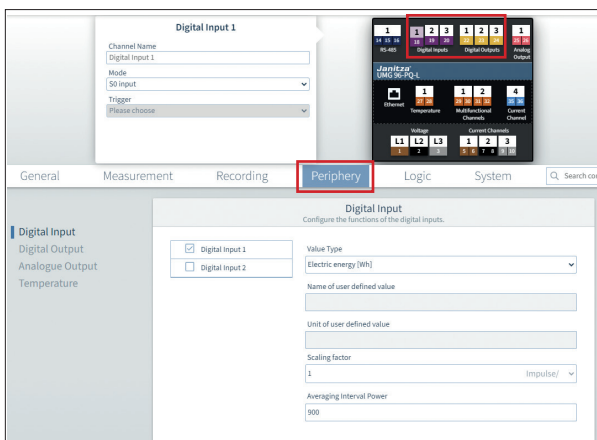 Digital Input 1
Channel Name
Digital Input 1
Mode
S0 input
Trigger
Please choose
1 1 2 3 1 2 3 1
14 15 16 18 19 20 22 23 24 25 26
RS-485 Digital Inputs Digital Outputs Analog Output
Janitza
UMG 96-PQ-L
1 1 2 4
27 28 29 30 31 32 35 36
Ethernet Temperature Multifunctional Channels Current Channel
Voltage Current Channels
L1 L2 L3 1 2 3
1 2 3 5 6 7 8 9 10
General Measurement Recording Periphery Logic System Search con
Digital Input
Configure the functions of the digital inputs.
Digital Input
Digital Output
Analogue Output
Temperature
Digital Input 1
Digital Input 2
Value Type
Electric energy [Wh]
Name of user defined value
Unit of user defined value
Scaling factor
1 Impulse/
Averaging Interval Power
900